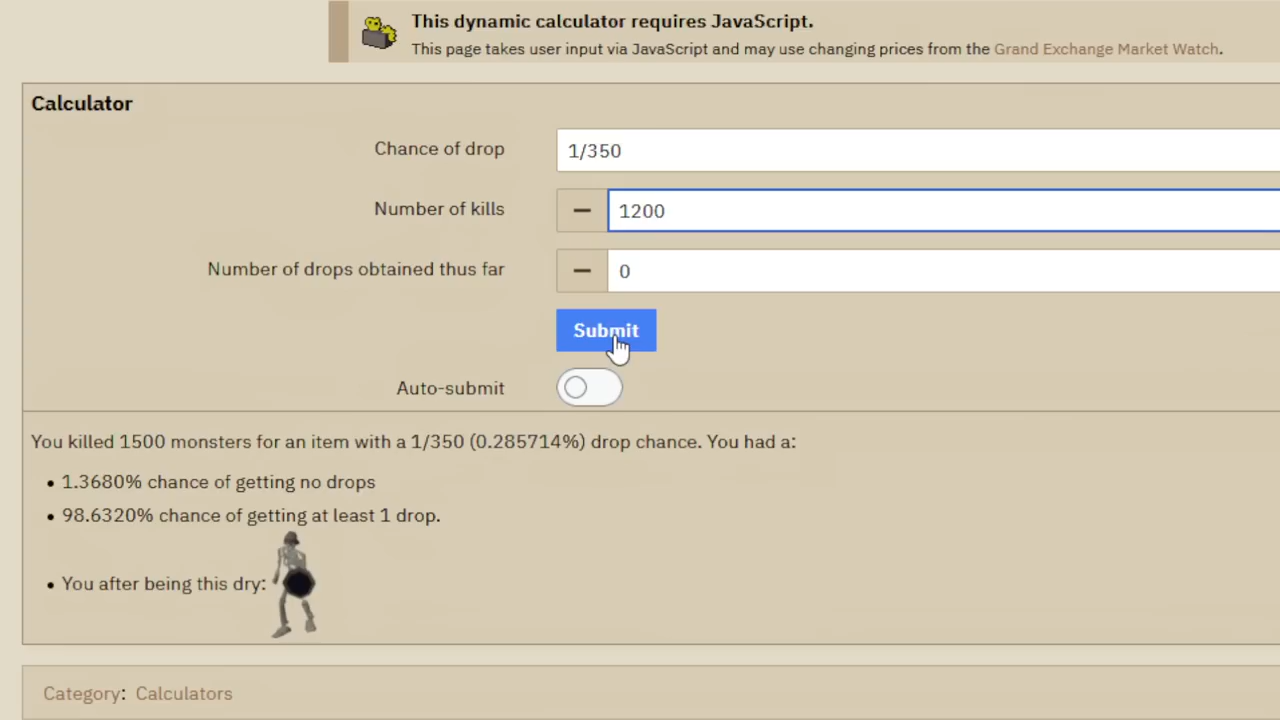 This dynamic calculator requires JavaScript.
This page takes user input via JavaScript and may use changing prices from the Grand Exchange Market Watch.
Calculator
Chance of drop
1/350
Number of kills
1200
Number of drops obtained thus far
0
Submit
Auto-submit
You killed 1500 monsters for an item with a 1/350 (0.285714%) drop chance. You had a:
• 1.3680% chance of getting no drops
• 98.6320% chance of getting at least 1 drop.
• You after being this dry:
Category: Calculators